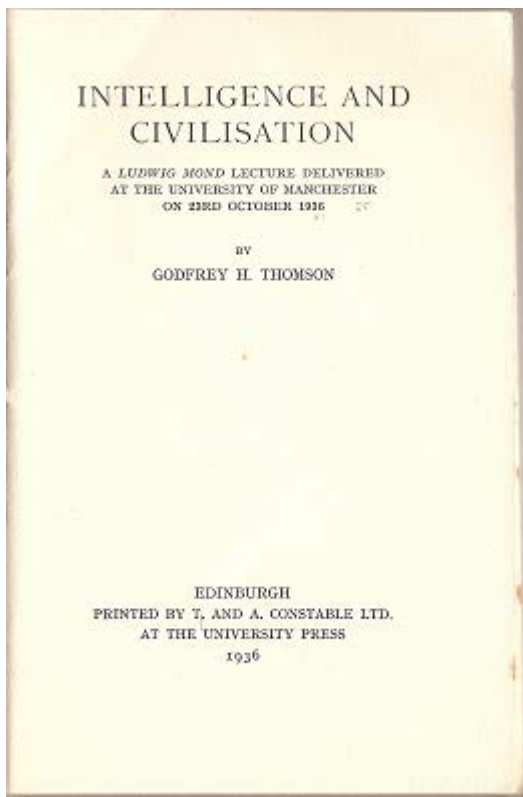 INTELLIGENCE AND
CIVILISATION
A LUDWIG MOND LECTURE DELIVERED
AT THE UNIVERSITY OF MANCHESTER
ON 23RD OCTOBER 1936
BY
GODFREY H. THOMSON
EDINBURGH
PRINTED BY T. AND A. CONSTABLE LTD.
AT THE UNIVERSITY PRESS
1936